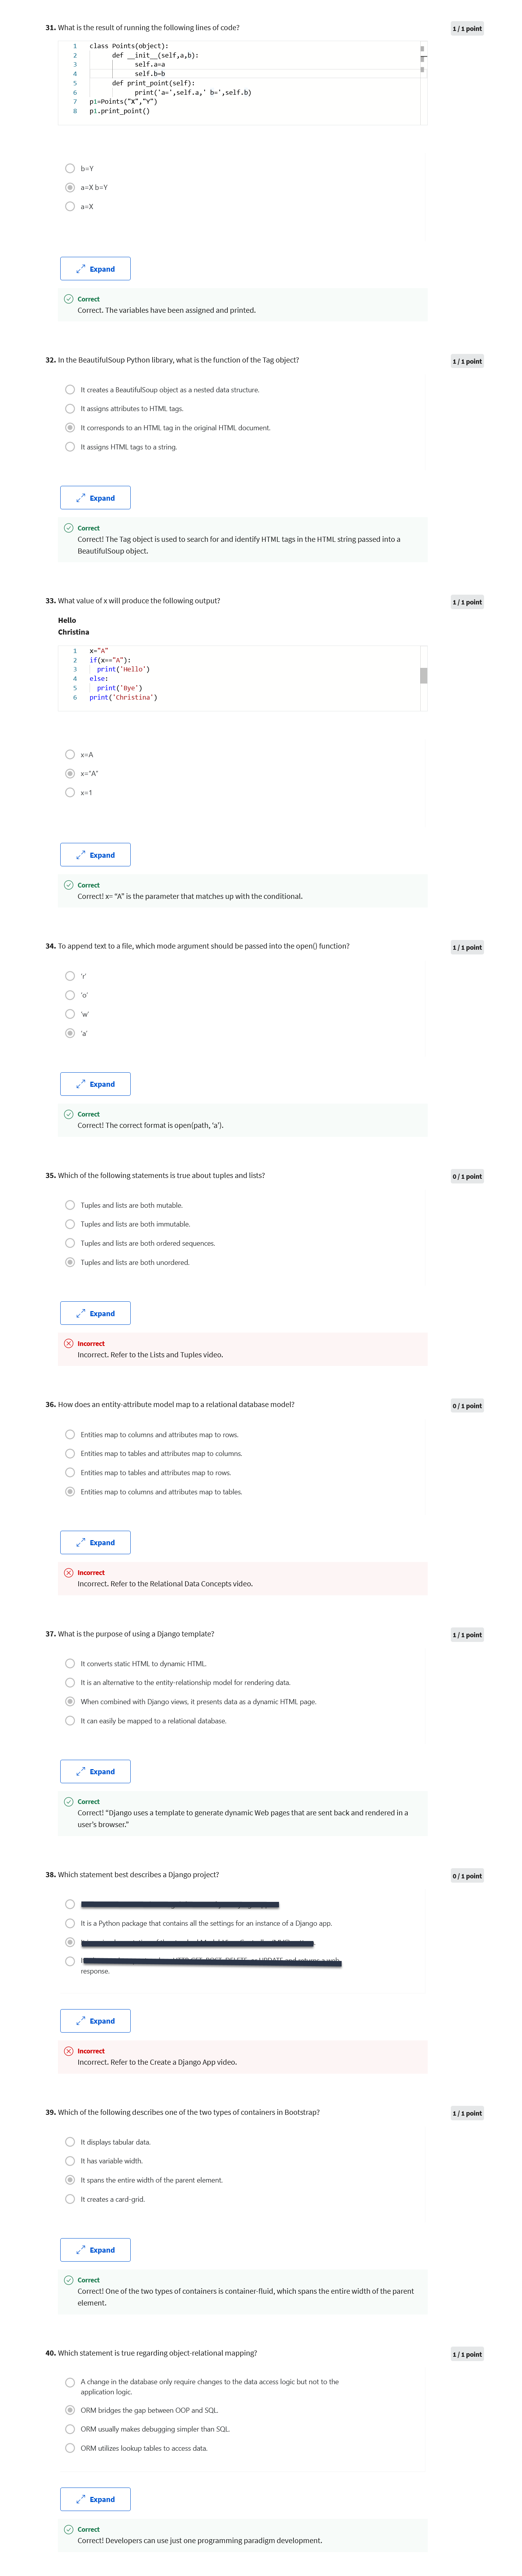 31. What is the result of running the following lines of code?
1 / 1 point
1 class Points(object):
2 def __init__(self,a,b):
3 self.a=a
4 self.b=b
5 def print_point(self):
6 print('a=',self.a,' b=',self.b)
7 p1=Points("X","Y")
8 p1.print_point()
b=Y
a=X b=Y
a=X
Expand
Correct
Correct. The variables have been assigned and printed.
32. In the BeautifulSoup Python library, what is the function of the Tag object?
1 / 1 point
It creates a BeautifulSoup object as a nested data structure.
It assigns attributes to HTML tags.
It corresponds to an HTML tag in the original HTML document.
It assigns HTML tags to a string.
Expand
Correct
Correct! The Tag object is used to search for and identify HTML tags in the HTML string passed into a
BeautifulSoup object.
33. What value of x will produce the following output?
1 / 1 point
Hello
Christina
1 x="A"
2 if(x=="A"):
3 print('Hello')
4 else:
5 print('Bye')
6 print('Christina')
x=A
x="A"
x=1
Expand
Correct
Correct! x= "A" is the parameter that matches up with the conditional.
34. To append text to a file, which mode argument should be passed into the open() function?
1 / 1 point
'r'
'o'
'w'
'a'
Expand
Correct
Correct! The correct format is open(path, 'a').
35. Which of the following statements is true about tuples and lists?
0 / 1 point
Tuples and lists are both mutable.
Tuples and lists are both immutable.
Tuples and lists are both ordered sequences.
Tuples and lists are both unordered.
Expand
Incorrect
Incorrect. Refer to the Lists and Tuples video.
36. How does an entity-attribute model map to a relational database model?
0 / 1 point
Entities map to columns and attributes map to rows.
Entities map to tables and attributes map to columns.
Entities map to tables and attributes map to rows.
Entities map to columns and attributes map to tables.
Expand
Incorrect
Incorrect. Refer to the Relational Data Concepts video.
37. What is the purpose of using a Django template?
1 / 1 point
It converts static HTML to dynamic HTML.
It is an alternative to the entity-relationship model for rendering data.
When combined with Django views, it presents data as a dynamic HTML page.
It can easily be mapped to a relational database.
Expand
Correct
Correct! "Django uses a template to generate dynamic Web pages that are sent back and rendered in a
user's browser."
38. Which statement best describes a Django project?
0 / 1 point
It is a Python package that contains all the settings for an instance of a Django app.
response.
Expand
Incorrect
Incorrect. Refer to the Create a Django App video.
39. Which of the following describes one of the two types of containers in Bootstrap?
1 / 1 point
It displays tabular data.
It has variable width.
It spans the entire width of the parent element.
It creates a card-grid.
Expand
Correct
Correct! One of the two types of containers is container-fluid, which spans the entire width of the parent
element.
40. Which statement is true regarding object-relational mapping?
1 / 1 point
A change in the database only require changes to the data access logic but not to the
application logic.
ORM bridges the gap between OOP and SQL.
ORM usually makes debugging simpler than SQL.
ORM utilizes lookup tables to access data.
Expand
Correct
Correct! Developers can use just one programming paradigm development.